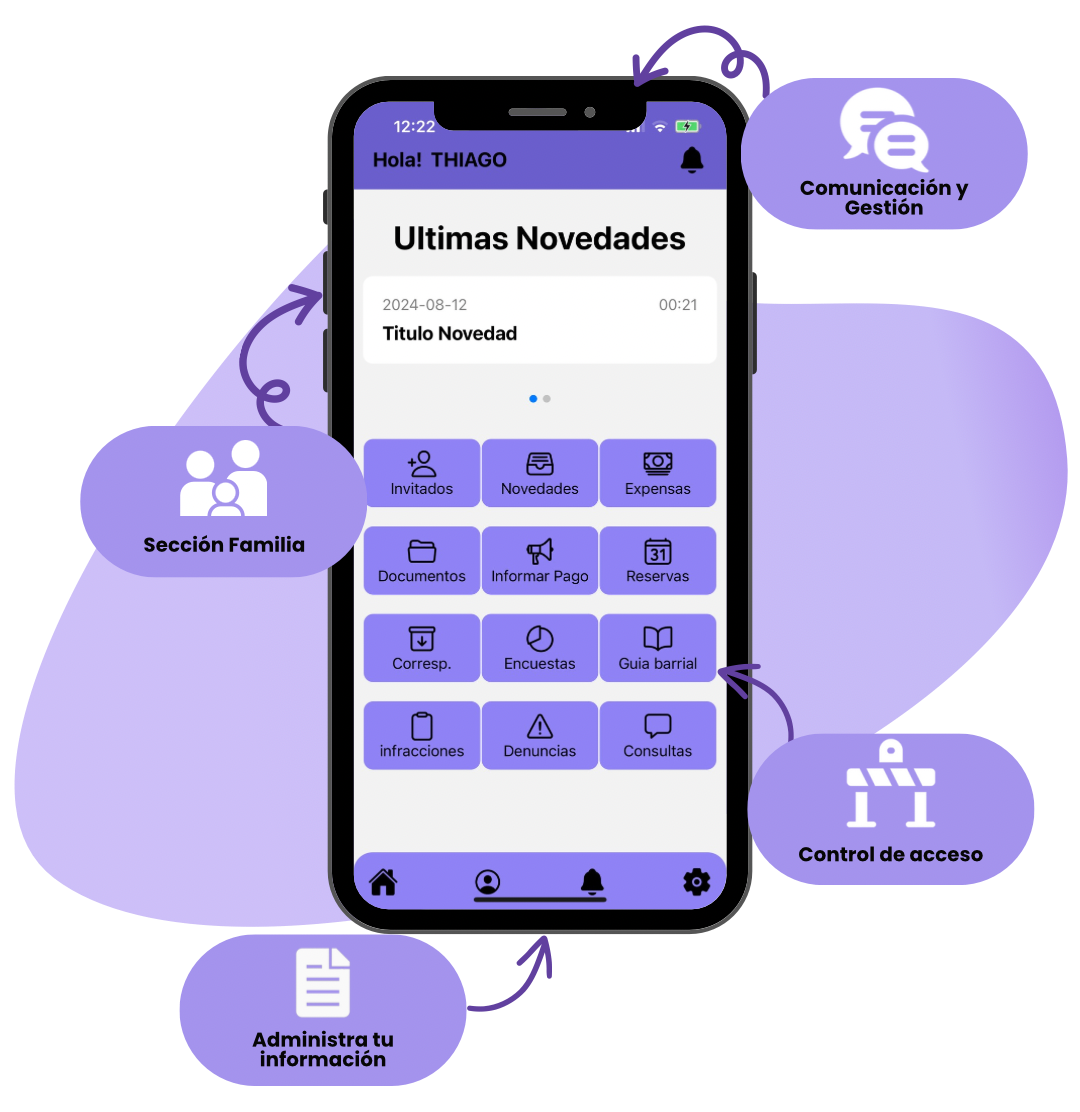 12:22
Hola! THIAGO
Comunicación y
Gestión
Ultimas Novedades
2024-08-12 00:21
Titulo Novedad
Sección Familia
Invitados Novedades Expensas
Documentos Informar Pago Reservas
31
Corresp. Encuestas Guia barrial
infracciones Denuncias Consultas
Control de acceso
Administra tu
información